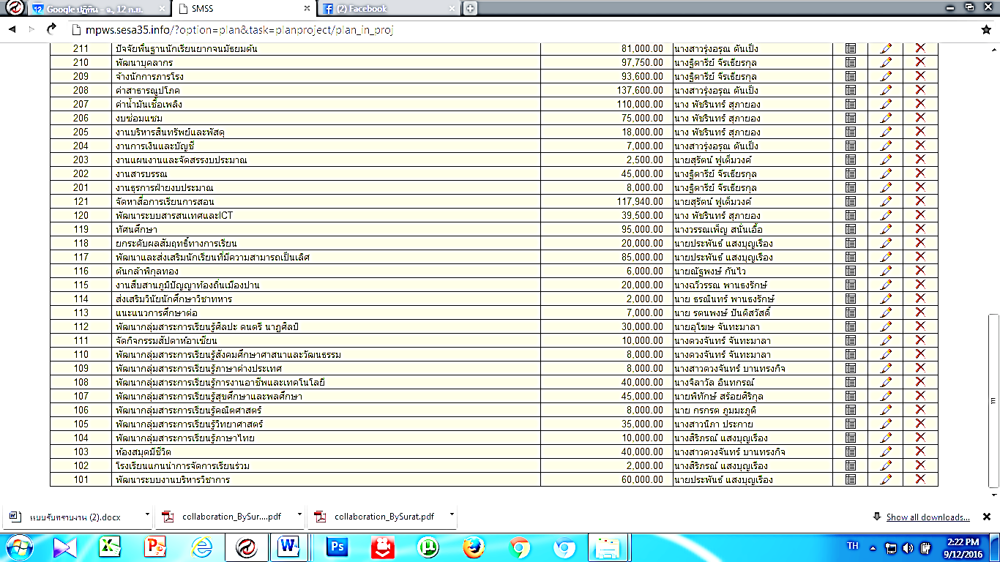 Google ปฏิทิน - จ., 12 ก.ย.
SMSS
(2) Facebook
mpws.sesa35.info/?option=plan&task=planproject/plan_in_proj
211 ปัจจัยพื้นฐานนักเรียนยากจนมัธยมต้น 81,000.00 นางสาวรุ่งอรุณ ต้นเป็ง
210 พัฒนาบุคลากร 97,750.00 นางฐิตารีย์ จีรเธียรกุล
209 จ้างนักการภารโรง 93,600.00 นางฐิตารีย์ จีรเธียรกุล
208 ค่าสาธารณูปโภค 137,600.00 นางสาวรุ่งอรุณ ต้นเป็ง
207 ค่าน้ำมันเชื้อเพลิง 110,000.00 นาง พัชรินทร์ สุภายอง
206 งบซ่อมแซม 75,000.00 นาง พัชรินทร์ สุภายอง
205 งานบริหารสินทรัพย์และพัสดุ 18,000.00 นาง พัชรินทร์ สุภายอง
204 งานการเงินและบัญชี 7,000.00 นางสาวรุ่งอรุณ ต้นเป็ง
203 งานแผนงานและจัดสรรงบประมาณ 2,500.00 นายสุรัตน์ ฟูเต็มวงค์
202 งานสารบรรณ 45,000.00 นางฐิตารีย์ จีรเธียรกุล
201 งานธุรการฝ่ายงบประมาณ 8,000.00 นางฐิตารีย์ จีรเธียรกุล
121 จัดหาสื่อการเรียนการสอน 117,940.00 นายสุรัตน์ ฟูเต็มวงค์
120 พัฒนาระบบสารสนเทศและICT 39,500.00 นาง พัชรินทร์ สุภายอง
119 ทัศนศึกษา 95,000.00 นางวรรณเพ็ญ สนั่นเอื้อ
118 ยกระดับผลสัมฤทธิ์ทางการเรียน 20,000.00 นายประพันธ์ แสงบุญเรือง
117 พัฒนาและส่งเสริมนักเรียนที่มีความสามารถเป็นเลิศ 85,000.00 นายประพันธ์ แสงบุญเรือง
116 ต้นกล้าพิกุลทอง 6,000.00 นายณัฐพงษ์ กันไว
115 งานสืบสานภูมิปัญญาท้องถิ่นเมืองปาน 20,000.00 นางฉวีวรรณ พานธงรักษ์
114 ส่งเสริมวินัยนักศึกษาวิชาทหาร 2,000.00 นาย ธรณินทร์ พานธงรักษ์
113 แนะแนวการศึกษาต่อ 7,000.00 นาย รตนพงษ์ ปันติสวัสดิ์
112 พัฒนากลุ่มสาระการเรียนรู้ศิลปะ ดนตรี นาฏศิลป์ 30,000.00 นายอุโฆษ จันทะมาลา
111 จัดกิจกรรมสัปดาห์อาเซียน 10,000.00 นางดวงจันทร์ จันทะมาลา
110 พัฒนากลุ่มสาระการเรียนรู้สังคมศึกษาศาสนาและวัฒนธรรม 8,000.00 นางดวงจันทร์ จันทะมาลา
109 พัฒนากลุ่มสาระการเรียนรู้ภาษาต่างประเทศ 8,000.00 นางสาวดวงจันทร์ บานทรงกิจ
108 พัฒนากลุ่มสาระการเรียนรู้การงานอาชีพและเทคโนโลยี 40,000.00 นางจิลาวัล อินทกรณ์
107 พัฒนากลุ่มสาระการเรียนรู้สุขศึกษาและพลศึกษา 45,000.00 นายพิทักษ์ สร้อยศิริกุล
106 พัฒนากลุ่มสาระการเรียนรู้คณิตศาสตร์ 8,000.00 นาย กรกรต ภูมมะภูติ
105 พัฒนากลุ่มสาระการเรียนรู้วิทยาศาสตร์ 35,000.00 นางสาวนิภา ประกาย
104 พัฒนากลุ่มสาระการเรียนรู้ภาษาไทย 10,000.00 นางสิริภรณ์ แสงบุญเรือง
103 ห้องสมุดมีชีวิต 40,000.00 นางสาวดวงจันทร์ บานทรงกิจ
102 โรงเรียนแกนนำการจัดการเรียนร่วม 2,000.00 นางสิริภรณ์ แสงบุญเรือง
101 พัฒนาระบบงานบริหารวิชาการ 60,000.00 นายประพันธ์ แสงบุญเรือง
แบบรับทรายงาน (2).docx
collaboration_BySur....pdf
collaboration_BySurat.pdf
Show all downloads...
TH
2:22 PM
9/12/2016